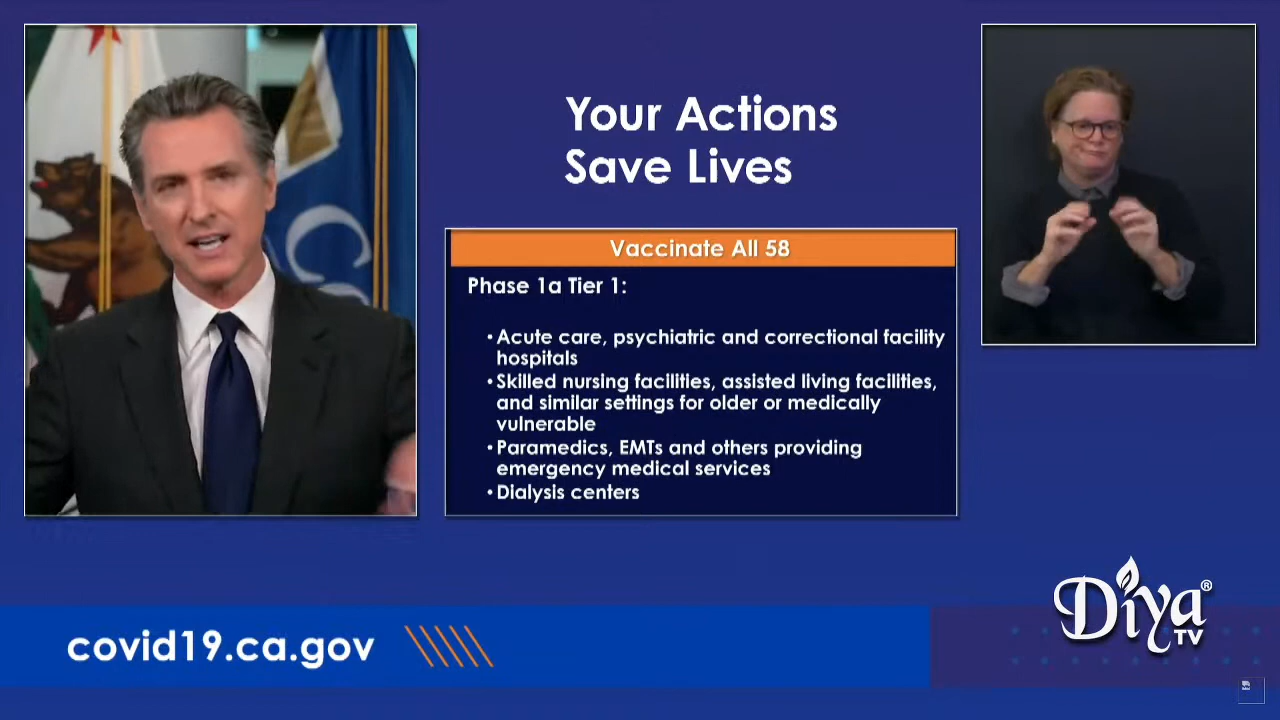 Your Actions
Save Lives
Vaccinate All 58
Phase 1a Tier 1:
•Acute care, psychiatric and correctional facility
hospitals
•Skilled nursing facilities, assisted living facilities,
and similar settings for older or medically
vulnerable
•Paramedics, EMTs and others providing
emergency medical services
•Dialysis centers
covid19.ca.gov
Diya®
TV